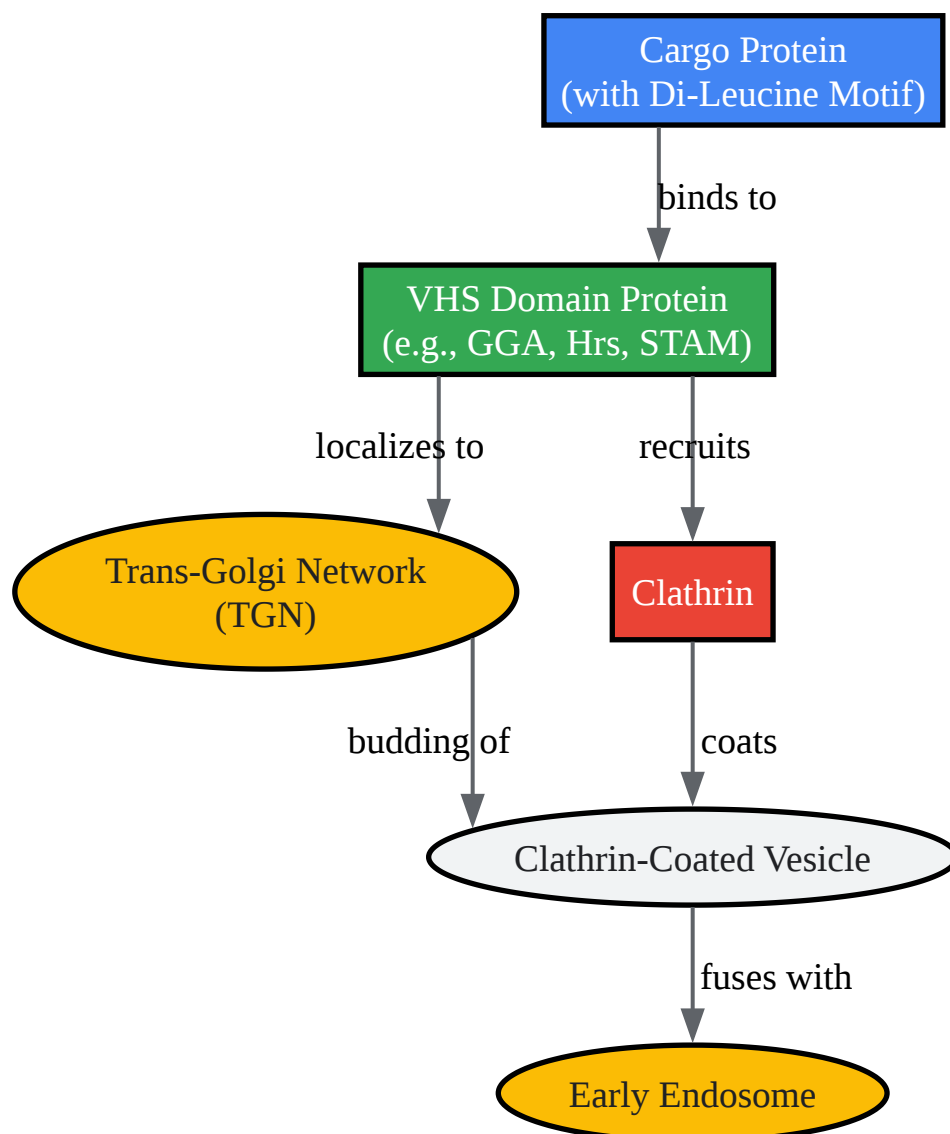 Cargo Protein
(with Di-Leucine Motif)
binds to
VHS Domain Protein
(e.g., GGA, Hrs, STAM)
localizes to
recruits
Trans-Golgi Network
(TGN)
Clathrin
budding of
coats
Clathrin-Coated Vesicle
fuses with
Early Endosome